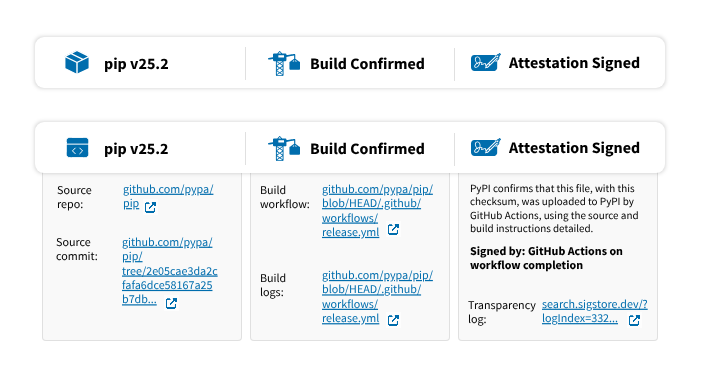 pip v25.2
Build Confirmed
Attestation Signed
pip v25.2
Build Confirmed
Attestation Signed
Source repo:
github.com/pypa/
pip
Source commit:
github.com/pypa/
pip/
tree/2e05cae3da2c
fafa6dce58167a25
b7db...
Build workflow:
github.com/pypa/pip/
blob/HEAD/.github/
workflows/
release.yml
Build logs:
github.com/pypa/pip/
blob/HEAD/.github/
workflows/
release.yml
PyPI confirms that this file, with this
checksum, was uploaded to PyPI by
GitHub Actions, using the source and
build instructions detailed.
Signed by: GitHub Actions on
workflow completion
Transparency log:
search.sigstore.dev/?
logIndex=332...